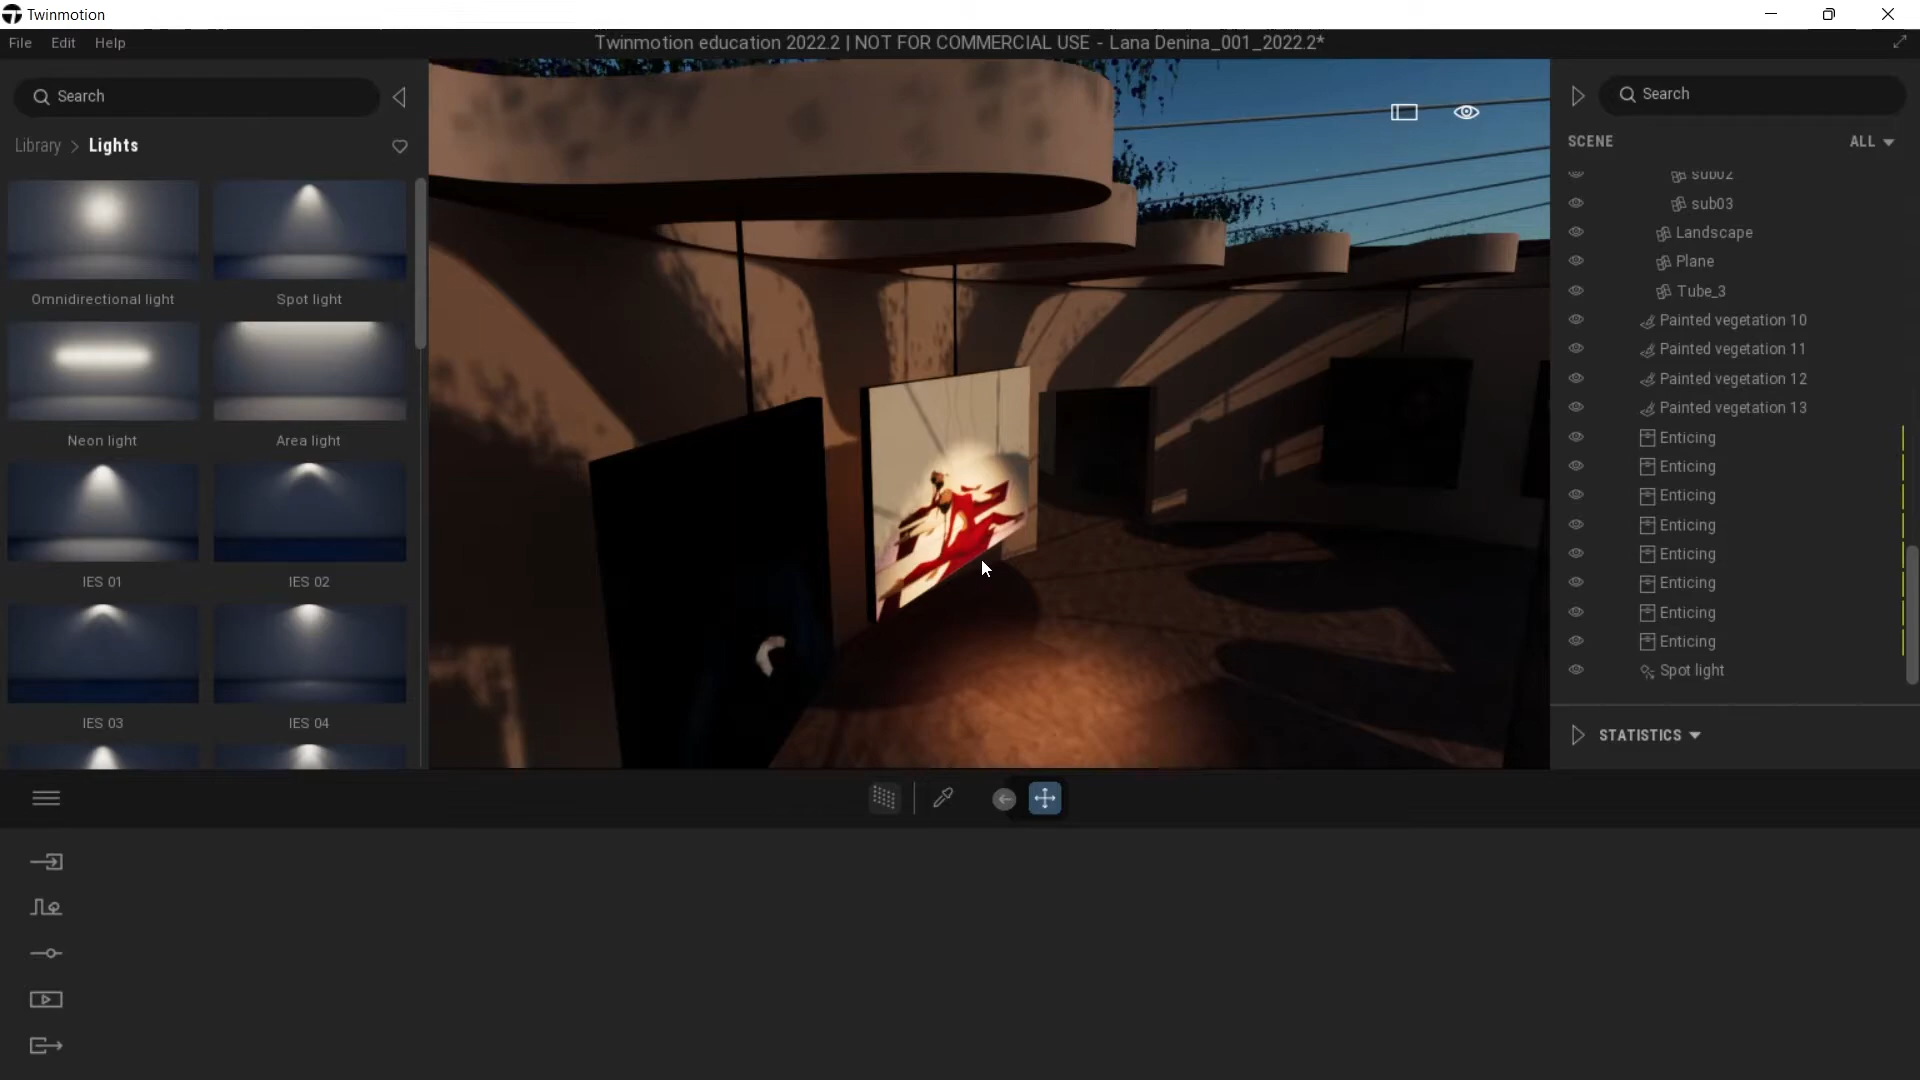 Twinmotion
File Edit Help
Twinmotion education 2022.2 | NOT FOR COMMERCIAL USE - Lana Denina_001_2022.2*
Search
Library > Lights
Omnidirectional light
Spot light
Neon light
Area light
IES 01
IES 02
IES 03
IES 04
Search
SCENE
ALL
sub02
sub03
Landscape
Plane
Tube_3
Painted vegetation 10
Painted vegetation 11
Painted vegetation 12
Painted vegetation 13
Enticing
Enticing
Enticing
Enticing
Enticing
Enticing
Enticing
Enticing
Spot light
STATISTICS